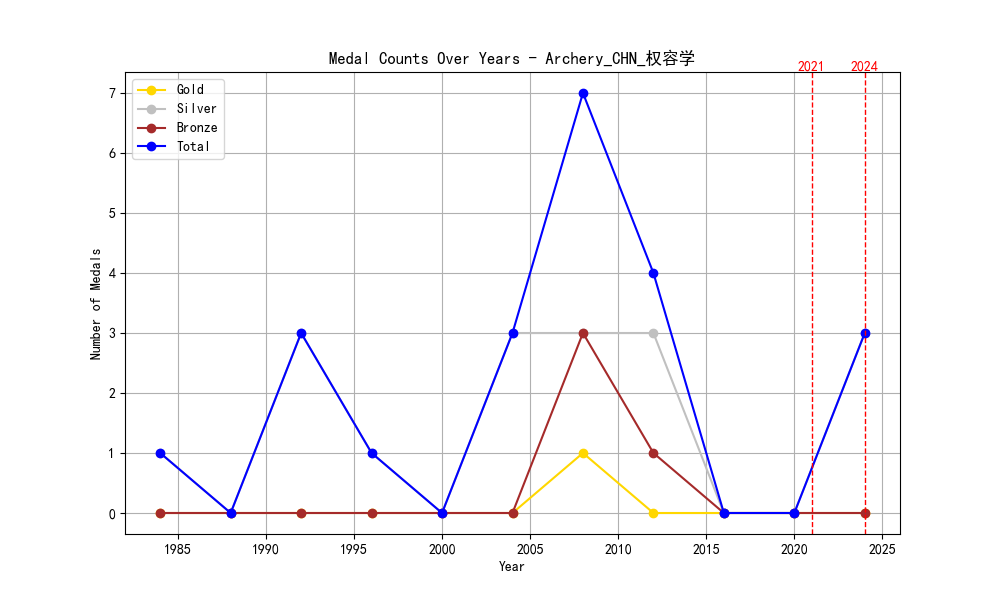 Medal Counts Over Years - Archery_CHN_权容学
2021
2024
Gold
Silver
Bronze
Total
7
6
5
4
3
2
1
0
Number of Medals
1985
1990
1995
2000
2005
2010
2015
2020
2025
Year